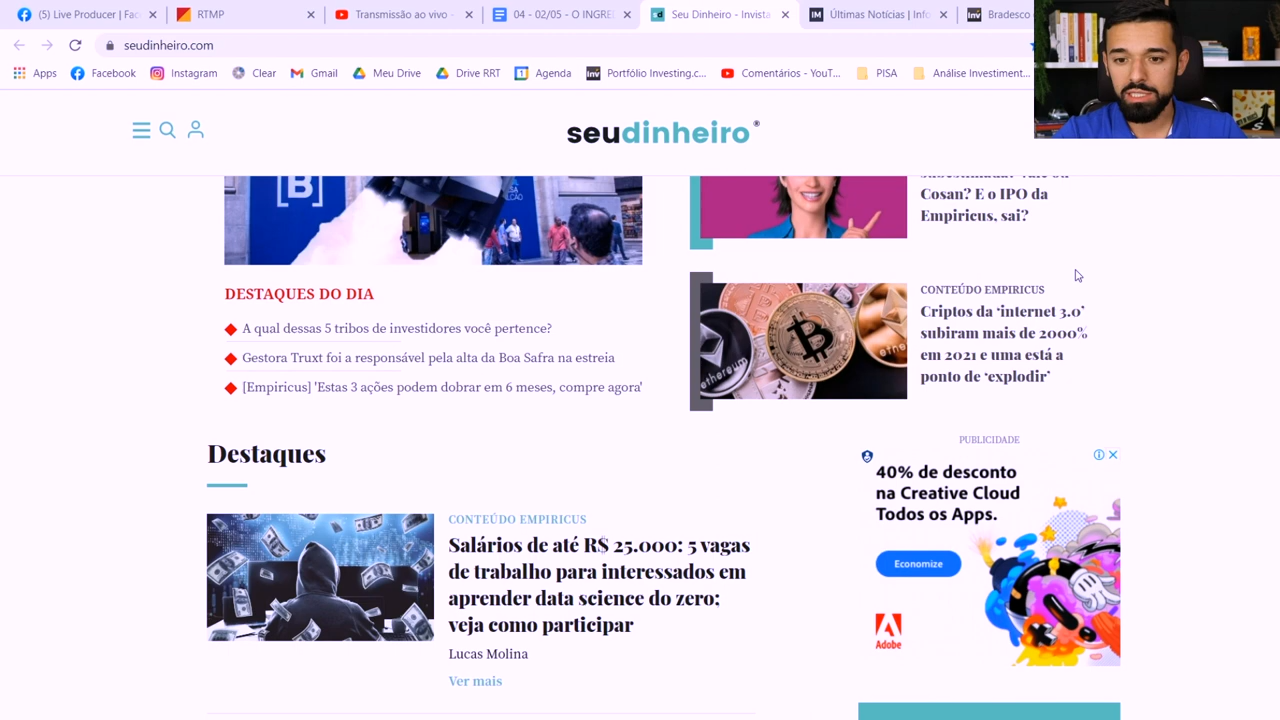 (5) Live Producer | Fac
RTMP
Transmissão ao vivo -
04 - 02/05 - O INGRE
Seu Dinheiro - Invista
Últimas Notícias | Info
Bradesco
seudinheiro.com
Apps
Facebook
Instagram
Clear
Gmail
Meu Drive
Drive RRT
Agenda
Portfólio Investing.c...
Comentários - YouT...
PISA
Análise Investiment...
seudinheiro®
[B]
Cosan? E o IPO da
Empiricus, sai?
DESTAQUES DO DIA
A qual dessas 5 tribos de investidores você pertence?
Gestora Truxt foi a responsável pela alta da Boa Safra na estreia
[Empiricus] 'Estas 3 ações podem dobrar em 6 meses, compre agora'
CONTEÚDO EMPIRICUS
Criptos da ‘internet 3.0’
subiram mais de 2000%
em 2021 e uma está a
ponto de ‘explodir’
ethereum
Destaques
CONTEÚDO EMPIRICUS
Salários de até R$ 25.000: 5 vagas
de trabalho para interessados em
aprender data science do zero;
veja como participar
Lucas Molina
Ver mais
PUBLICIDADE
40% de desconto
na Creative Cloud
Todos os Apps.
Economize
Adobe